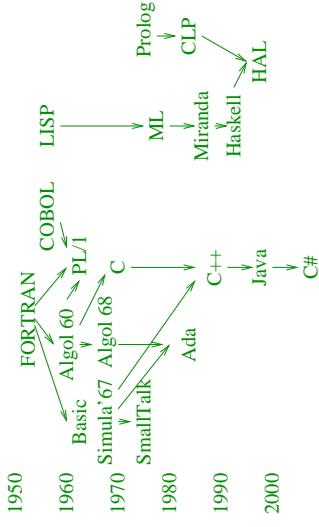 1950
1960
1970
1980
1990
2000
FORTRAN
COBOL
LISP
Basic
Algol 60
PL/1
Simula'67
Algol 68
C
SmallTalk
ML
Prolog
Ada
CLP
C++
Miranda
Haskell
Java
HAL
C#